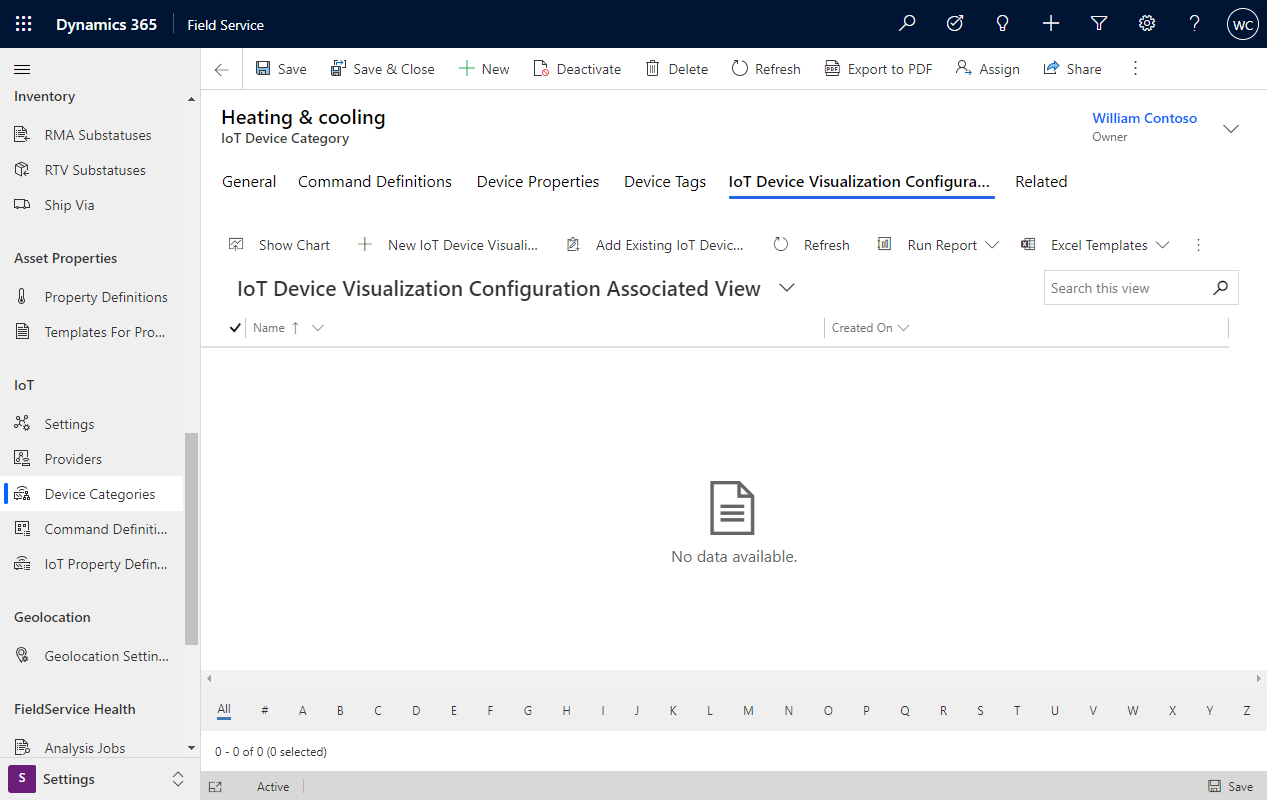 Dynamics 365
Field Service
WC
Save
Save & Close
New
Deactivate
Delete
Refresh
Export to PDF
Assign
Share
Inventory
RMA Substatuses
RTV Substatuses
Ship Via
Asset Properties
Property Definitions
Templates For Pro...
IoT
Settings
Providers
Device Categories
Command Definiti...
IoT Property Defin...
Geolocation
Geolocation Settin...
FieldService Health
Analysis Jobs
S
Settings
Heating & cooling
IoT Device Category
William Contoso
Owner
General
Command Definitions
Device Properties
Device Tags
IoT Device Visualization Configura...
Related
Show Chart
New IoT Device Visuali...
Add Existing IoT Devic...
Refresh
Run Report
Excel Templates
IoT Device Visualization Configuration Associated View
Search this view
Name
Created On
No data available.
All # A B C D E F G H I J K L M N O P Q R S T U V W X Y Z
0 - 0 of 0 (0 selected)
Active
Save